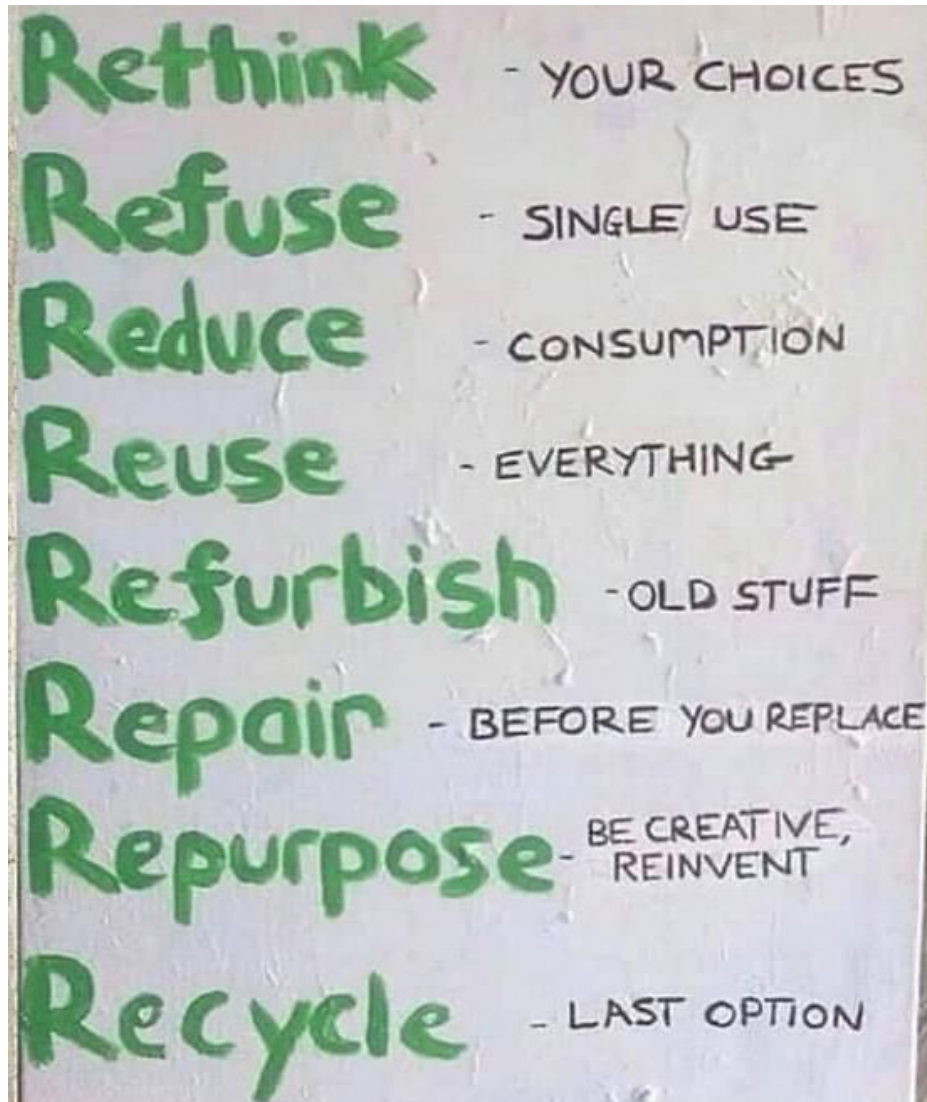 Rethink - YOUR CHOICES
Refuse - SINGLE USE
Reduce - CONSUMPTION
Reuse - EVERYTHING
Refurbish - OLD STUFF
Repair - BEFORE YOU REPLACE
Repurpose - BE CREATIVE,
REINVENT
Recycle - LAST OPTION